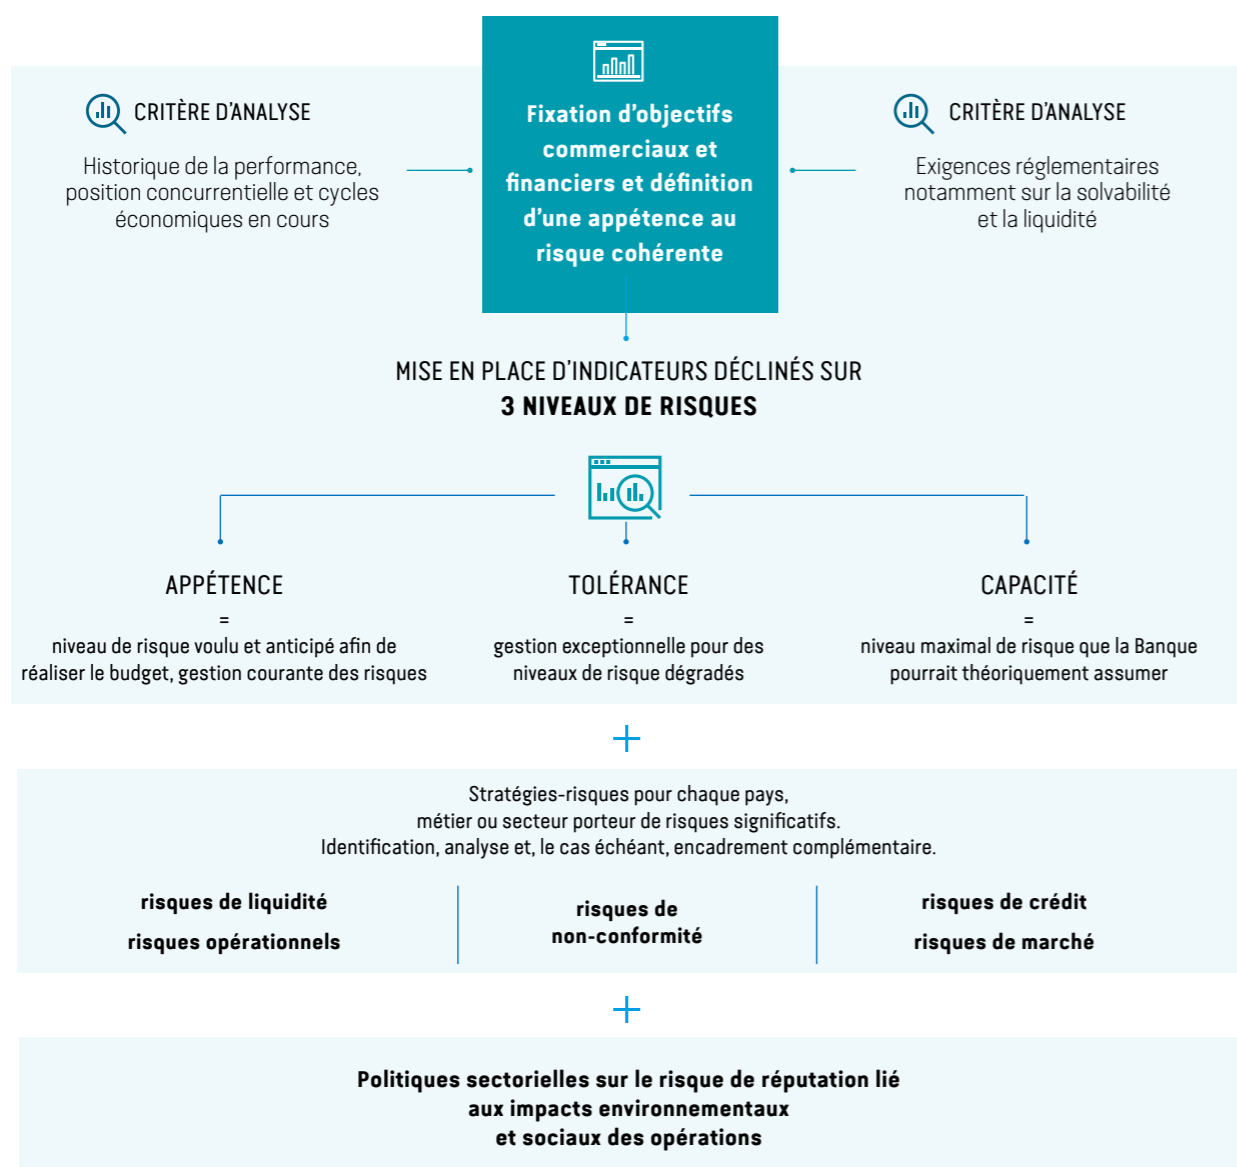 CRITÈRE D'ANALYSE
Historique de la performance,
position concurrentielle et cycles
économiques en cours
Fixation d'objectifs
commerciaux et
financiers et définition
d'une appétence au
risque cohérente
CRITÈRE D'ANALYSE
Exigences réglementaires
notamment sur la solvabilité
et la liquidité
MISE EN PLACE D'INDICATEURS DÉCLINÉS SUR
3 NIVEAUX DE RISQUES
APPÉTENCE
=
niveau de risque voulu et anticipé afin de
réaliser le budget, gestion courante des risques
TOLÉRANCE
=
gestion exceptionnelle pour des
niveaux de risque dégradés
CAPACITÉ
=
niveau maximal de risque que la Banque
pourrait théoriquement assumer
+
Stratégies-risques pour chaque pays,
métier ou secteur porteur de risques significatifs.
Identification, analyse et, le cas échéant, encadrement complémentaire.
risques de liquidité
risques opérationnels
risques de
non-conformité
risques de crédit
risques de marché
+
Politiques sectorielles sur le risque de réputation lié
aux impacts environnementaux
et sociaux des opérations